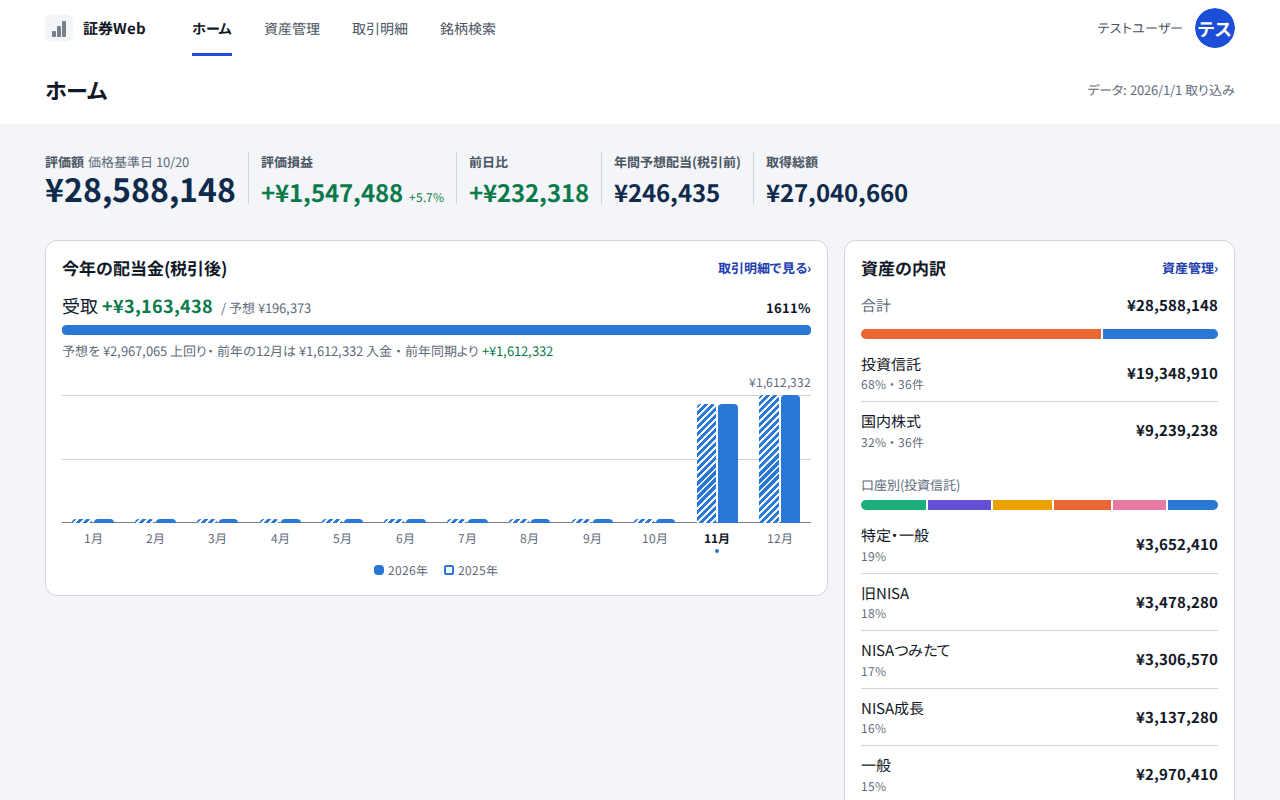 証券Web
ホーム
資産管理
取引明細
銘柄検索
テストユーザー
テス
ホーム
データ: 2026/1/1 取り込み
評価額 価格基準日 10/20
¥28,588,148
評価損益
+¥1,547,488 +5.7%
前日比
+¥232,318
年間予想配当(税引前)
¥246,435
取得総額
¥27,040,660
今年の配当金(税引後)
取引明細で見る›
受取 +¥3,163,438 / 予想 ¥196,373
1611%
予想を ¥2,967,065 上回り・前年の12月は ¥1,612,332 入金・前年同期より +¥1,612,332
¥1,612,332
1月 2月 3月 4月 5月 6月 7月 8月 9月 10月 11月 12月
2026年 2025年
資産の内訳
資産管理›
合計
¥28,588,148
投資信託
68%・36件
¥19,348,910
国内株式
32%・36件
¥9,239,238
口座別(投資信託)
特定・一般
19%
¥3,652,410
旧NISA
18%
¥3,478,280
NISAつみたて
17%
¥3,306,570
NISA成長
16%
¥3,137,280
一般
15%
¥2,970,410